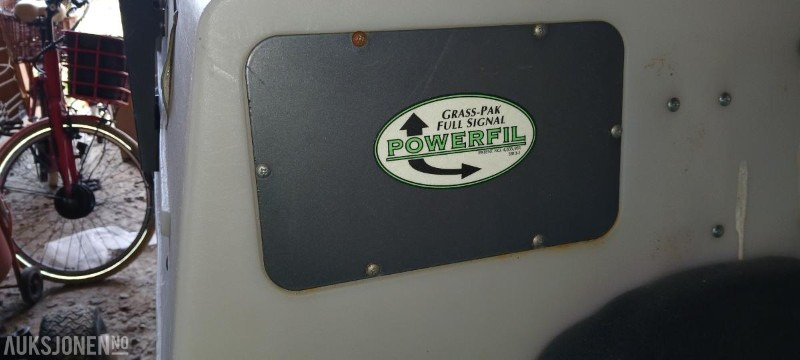 GRASS-PAK
FULL SIGNAL
POWERFIL
AUKSJONEN.NO